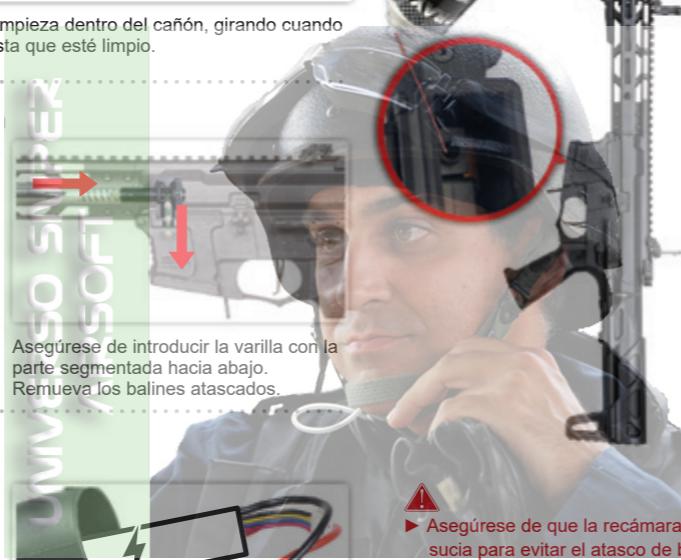 mpieza dentro del cañón, girando cuando
sta que esté limpio.
UNIVERSO SNIPER
AIRSOFT
Asegúrese de introducir la varilla con la
parte segmentada hacia abajo.
Remueva los balines atascados.
► Asegúrese de que la recámara
sucia para evitar el atasco de